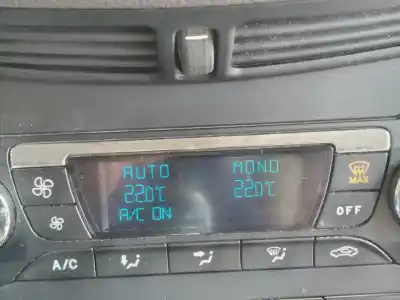 AUTO MONO
22.0°C 22.0°C
A/C ON
MAX
OFF
A/C